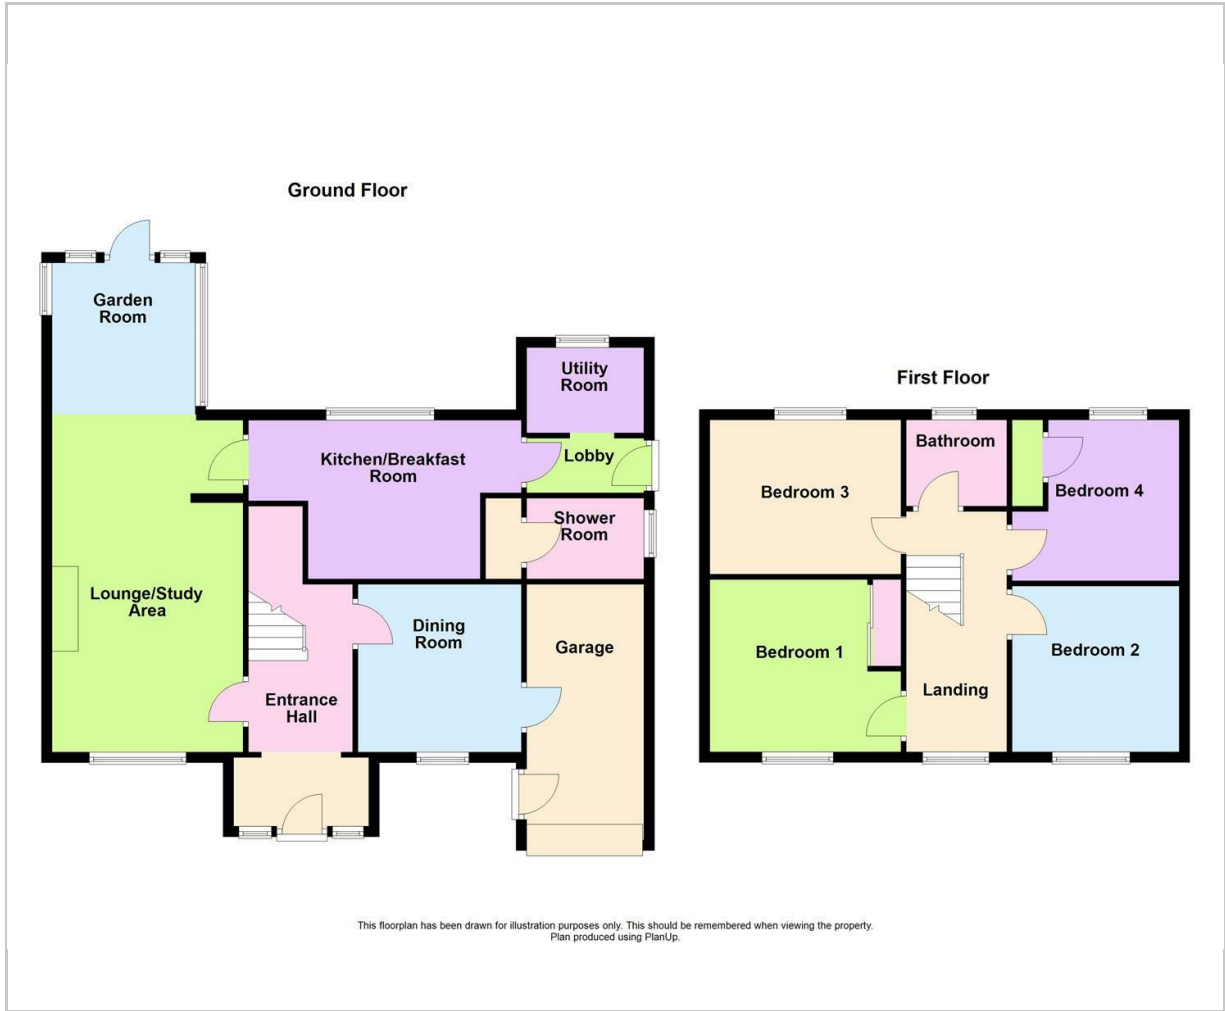 Ground Floor
Garden
Room
Utility
Room
Kitchen/Breakfast
Room
Lobby
Shower
Room
Lounge/Study
Area
Dining
Room
Garage
Entrance
Hall
First Floor
Bathroom
Bedroom 3
Bedroom 4
Bedroom 1
Bedroom 2
Landing
This floorplan has been drawn for illustration purposes only. This should be remembered when viewing the property.
Plan produced using PlanUp.